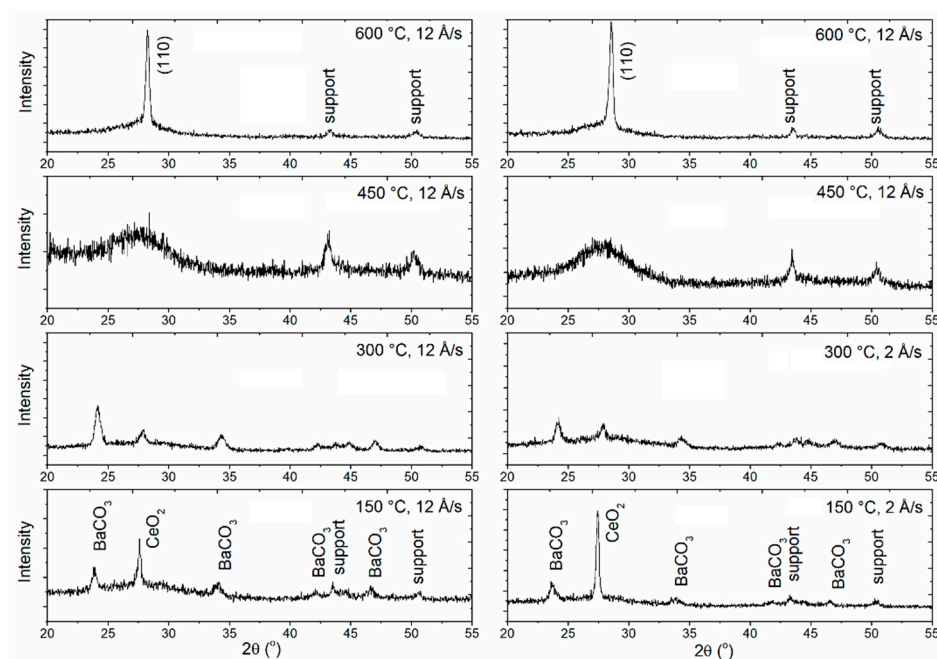 600 °C, 12 Å/s
(110)
support
support
Intensity
20 25 30 35 40 45 50 55
600 °C, 12 Å/s
(110)
support
support
Intensity
20 25 30 35 40 45 50 55
450 °C, 12 Å/s
Intensity
20 25 30 35 40 45 50 55
450 °C, 12 Å/s
20 25 30 35 40 45 50 55
300 °C, 12 Å/s
Intensity
20 25 30 35 40 45 50 55
300 °C, 2 Å/s
20 25 30 35 40 45 50 55
150 °C, 12 Å/s
BaCO₃
CeO₂
BaCO₃
BaCO₃
support
BaCO₃
support
Intensity
20 25 30 35 40 45 50 55
2θ (°)
150 °C, 2 Å/s
BaCO₃
CeO₂
BaCO₃
BaCO₃
support
BaCO₃
support
20 25 30 35 40 45 50 55
2θ (°)